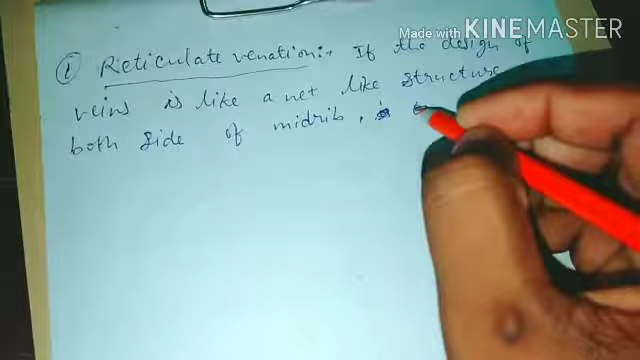 Made with KINEMASTER
① Reticulate venation:- If the design of
veins is like a net like structure
both side of midrib,